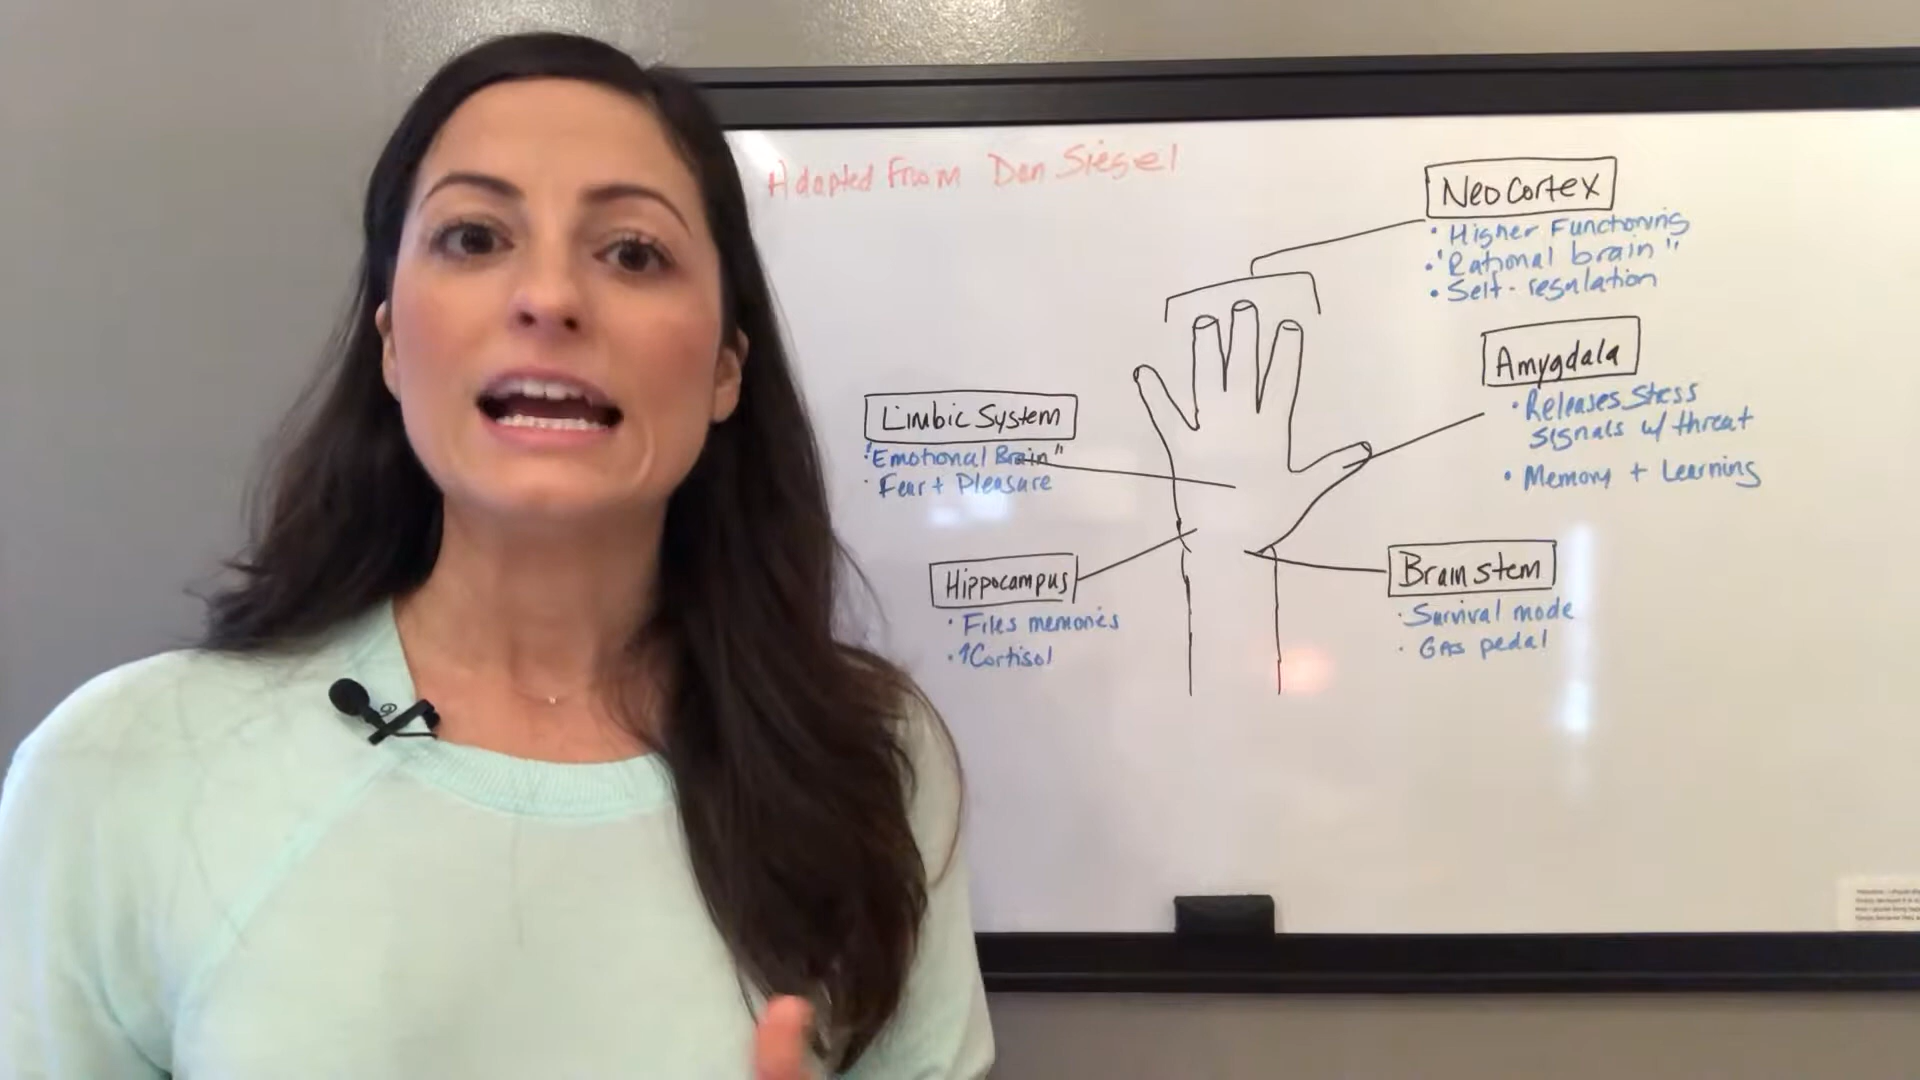 Adapted From Dan Siegel
Neo Cortex
• Higher Functioning
• "Rational brain"
• Self-regulation
Amygdala
• Releases stress
signals w/ threat
• Memory + Learning
Limbic System
"Emotional Brain"
• Fear + Pleasure
Hippocampus
• Files memories
• ↑Cortisol
Brain stem
• Survival mode
• Gas pedal